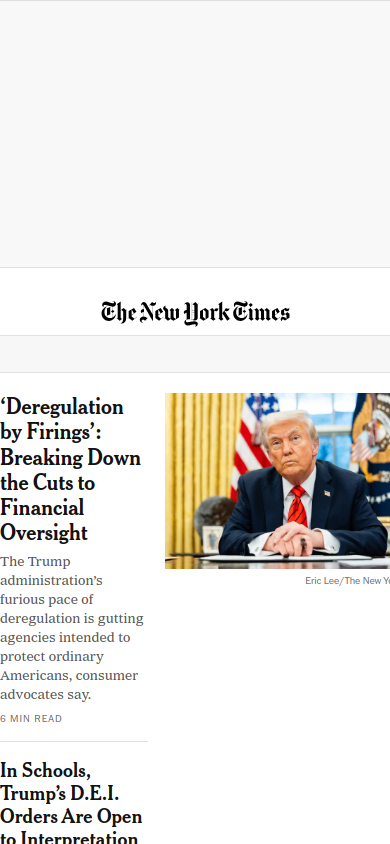 The New York Times
‘Deregulation
by Firings’:
Breaking Down
the Cuts to
Financial
Oversight
The Trump
administration’s
furious pace of
deregulation is gutting
agencies intended to
protect ordinary
Americans, consumer
advocates say.
6 MIN READ
Eric Lee/The New Yo
In Schools,
Trump’s D.E.I.
Orders Are Open
to Interpretation